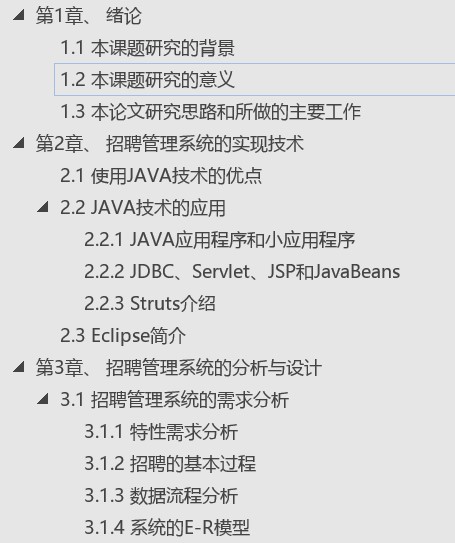 第1章、 绪论
1.1 本课题研究的背景
1.2 本课题研究的意义
1.3 本论文研究思路和所做的主要工作
第2章、 招聘管理系统的实现技术
2.1 使用JAVA技术的优点
2.2 JAVA技术的应用
2.2.1 JAVA应用程序和小应用程序
2.2.2 JDBC、Servlet、JSP和JavaBeans
2.2.3 Struts介绍
2.3 Eclipse简介
第3章、 招聘管理系统的分析与设计
3.1 招聘管理系统的需求分析
3.1.1 特性需求分析
3.1.2 招聘的基本过程
3.1.3 数据流程分析
3.1.4 系统的E-R模型